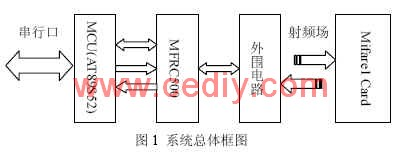 串行口
MCU(AT89S52)
MFRC500
外围电路
射频场
Mifare1 Card
www.cediy.com
图1 系统总体框图